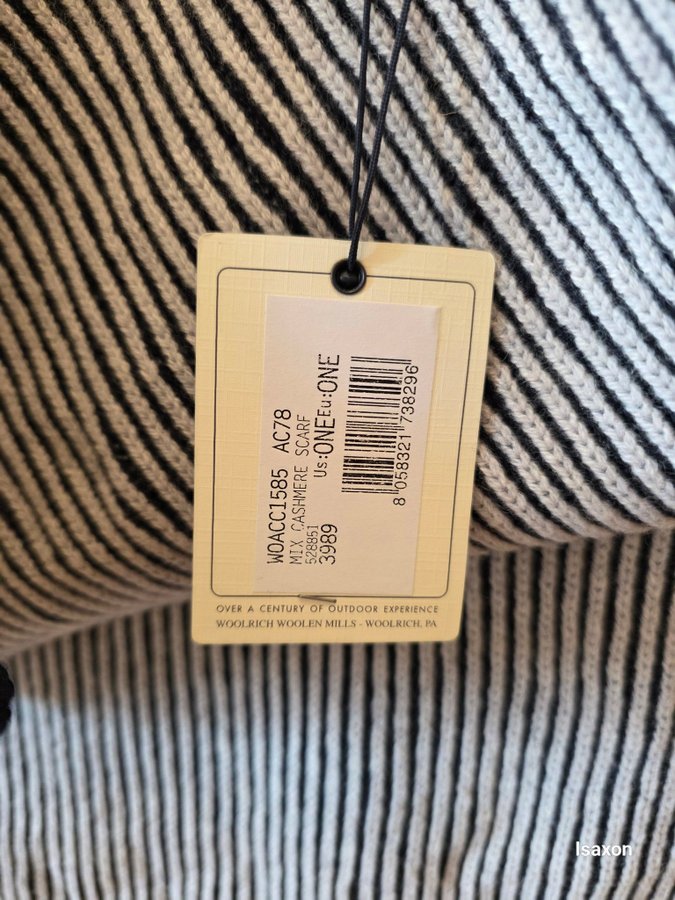 WOACC1585 AC78
MIX CASHMERE SCARF
528851
Us:ONE Eu:ONE
3989
8 058321 738296
OVER A CENTURY OF OUTDOOR EXPERIENCE
WOOLRICH WOOLEN MILLS - WOOLRICH, PA
Isaxon